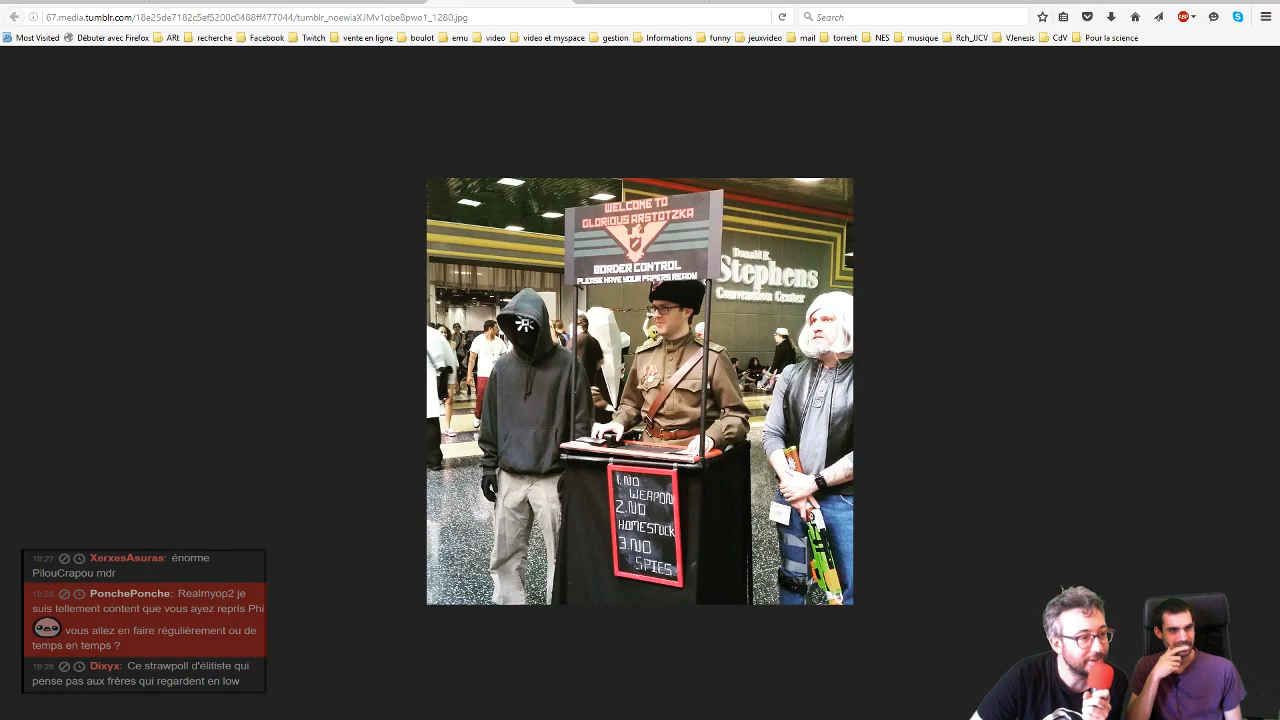 67.media.tumblr.com/18e25de7182c5ef5200c0488ff477044/tumblr_noewiaXJMv1qbe8pwo1_1280.jpg
Search
Most Visited Débuter avec Firefox ARt recherche Facebook Twitch vente en ligne boulot emu video video et myspace gestion Informations funny jeuxvideo mail torrent NES musique Rch_JJCV VJenesis CdV Pour la science
WELCOME TO
GLORIOUS ARSTOTZKA
BORDER CONTROL
PLEASE HAVE YOUR PAPERS READY
Donald E.
Stephens
Convention Center
1. NO
WEAPON
2. NO
HOMESTUCK
3. NO
SPIES
19:27 XerxesAsuras: énorme
PilouCrapou mdr
19:28 PonchePonche: Realmyop2 je
suis tellement content que vous ayez repris Phi
vous allez en faire régulièrement ou de
temps en temps ?
19:28 Dixyx: Ce strawpoll d'élitiste qui
pense pas aux frères qui regardent en low